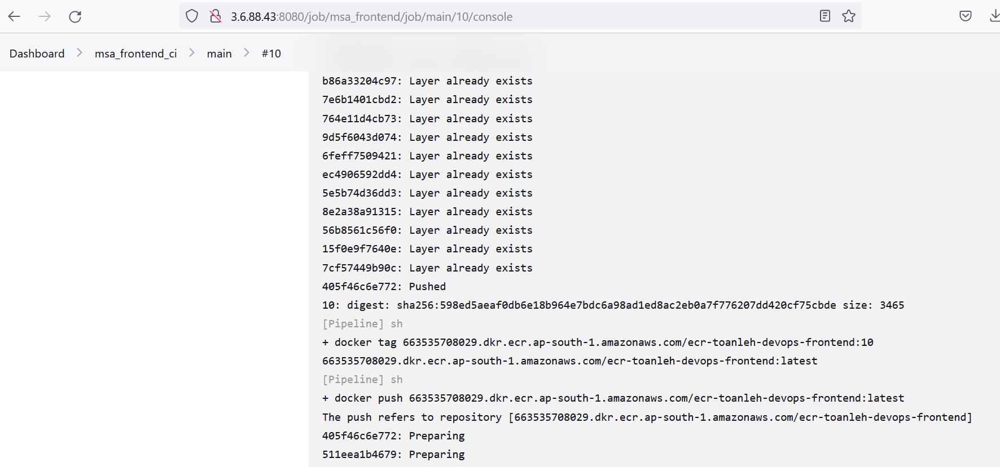 3.6.88.43:8080/job/msa_frontend/job/main/10/console
Dashboard > msa_frontend_ci > main > #10
b86a33204c97: Layer already exists
7e6b1401cbd2: Layer already exists
764e11d4cb73: Layer already exists
9d5f6043d074: Layer already exists
6feff7509421: Layer already exists
ec4906592dd4: Layer already exists
5e5b74d36dd3: Layer already exists
8e2a38a91315: Layer already exists
56b8561c56f0: Layer already exists
15f0e9f7640e: Layer already exists
7cf57449b90c: Layer already exists
405f46c6e772: Pushed
10: digest: sha256:598ed5aeaf0db6e18b964e7bdc6a98ad1ed8ac2eb0a7f776207dd420cf75cbde size: 3465
[Pipeline] sh
+ docker tag 663535708029.dkr.ecr.ap-south-1.amazonaws.com/ecr-toanleh-devops-frontend:10
663535708029.dkr.ecr.ap-south-1.amazonaws.com/ecr-toanleh-devops-frontend:latest
[Pipeline] sh
+ docker push 663535708029.dkr.ecr.ap-south-1.amazonaws.com/ecr-toanleh-devops-frontend:latest
The push refers to repository [663535708029.dkr.ecr.ap-south-1.amazonaws.com/ecr-toanleh-devops-frontend]
405f46c6e772: Preparing
511eea1b4679: Preparing